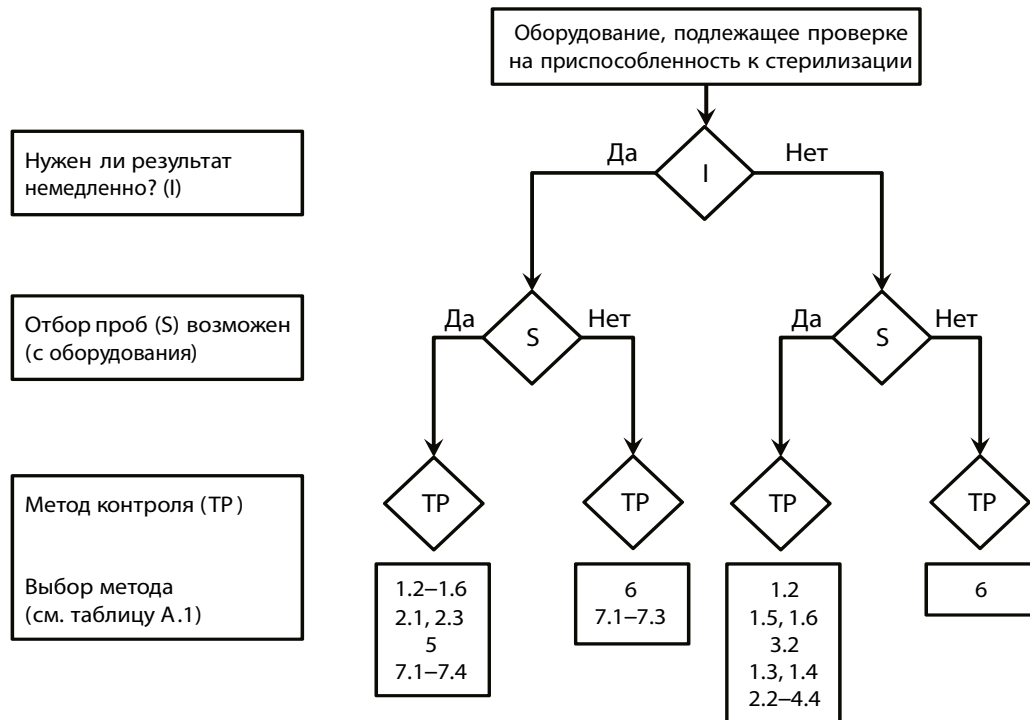 Оборудование, подлежащее проверке
на приспособленность к стерилизации
Нужен ли результат
немедленно? (I)
Да
I
Нет
Отбор проб (S) возможен
(с оборудования)
Да
S
Нет
Да
S
Нет
Метод контроля (TP)
TP
TP
TP
TP
Выбор метода
(см. таблицу А.1)
1.2–1.6
2.1, 2.3
5
7.1–7.4
6
7.1–7.3
1.2
1.5, 1.6
3.2
1.3, 1.4
2.2–4.4
6